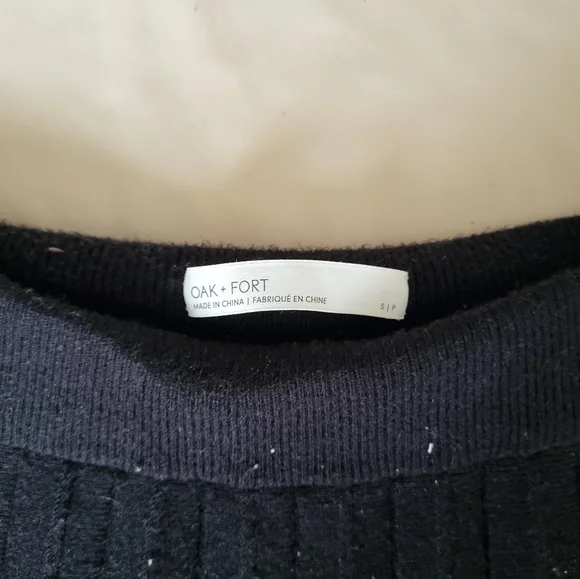 OAK + FORT
MADE IN CHINA | FABRIQUÉ EN CHINE
S | P